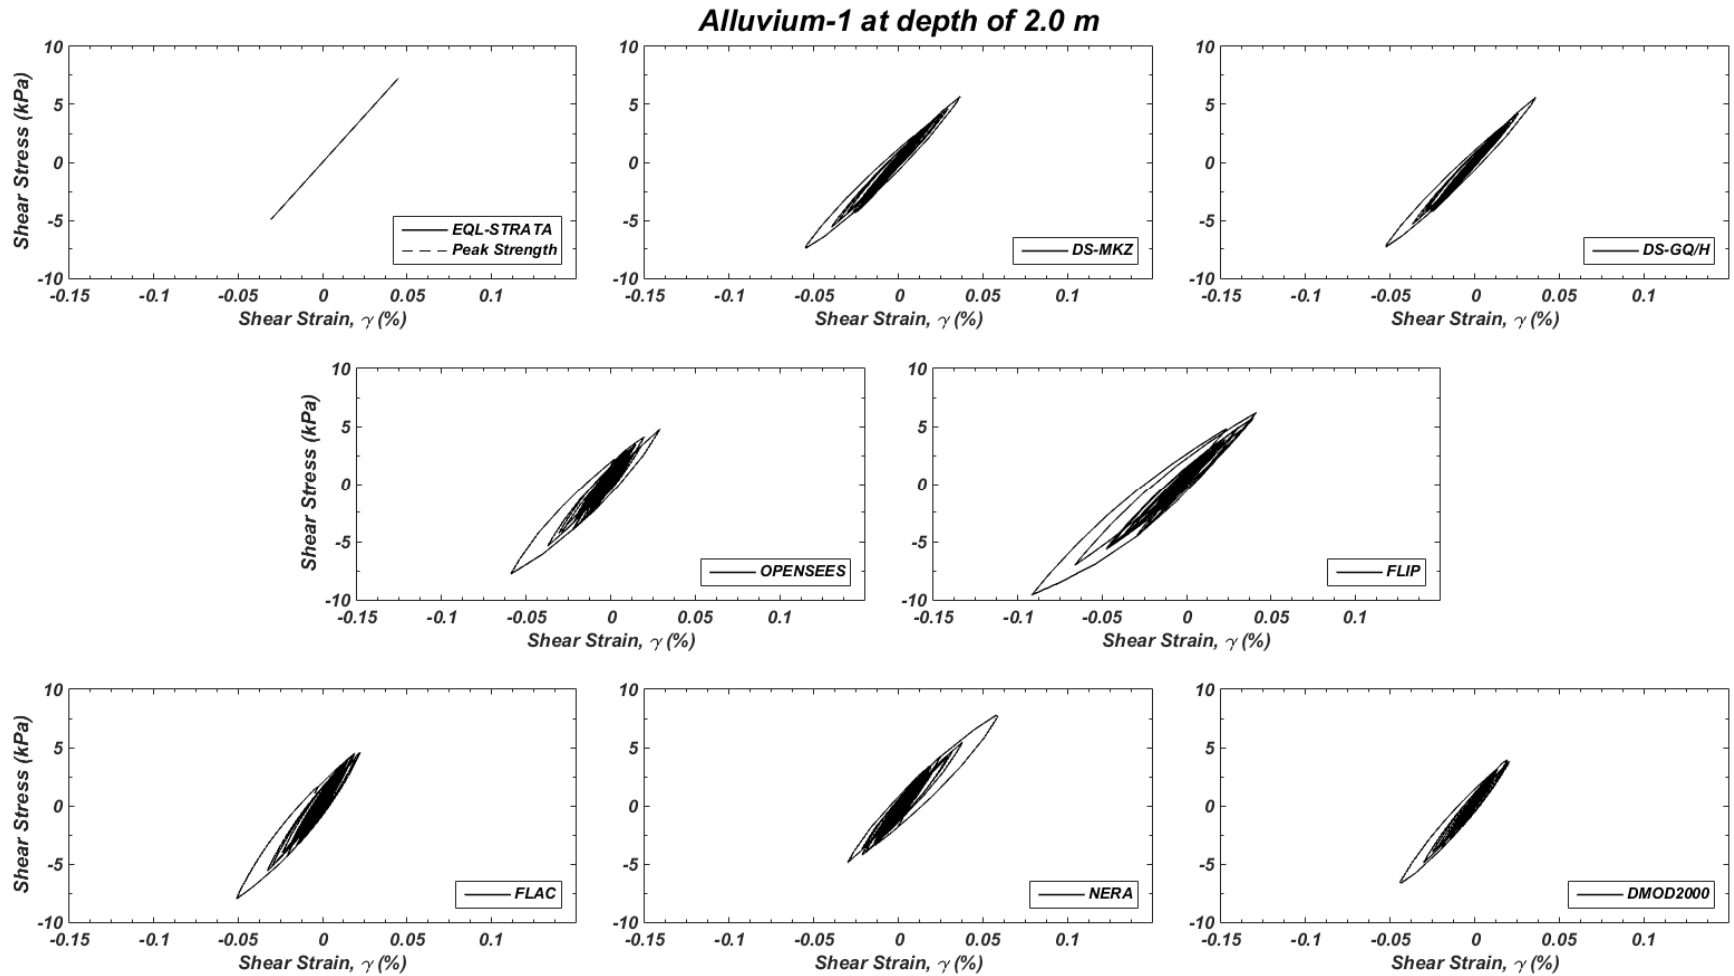 Alluvium-1 at depth of 2.0 m
Shear Stress (kPa)
10
5
0
-5
-10
-0.15 -0.1 -0.05 0 0.05 0.1
Shear Strain, γ (%)
EQL-STRATA
Peak Strength
10
5
0
-5
-10
-0.15 -0.1 -0.05 0 0.05 0.1
Shear Strain, γ (%)
DS-MKZ
10
5
0
-5
-10
-0.15 -0.1 -0.05 0 0.05 0.1
Shear Strain, γ (%)
DS-GQ/H
Shear Stress (kPa)
10
5
0
-5
-10
-0.15 -0.1 -0.05 0 0.05 0.1
Shear Strain, γ (%)
OPENSEES
10
5
0
-5
-10
-0.15 -0.1 -0.05 0 0.05 0.1
Shear Strain, γ (%)
FLIP
Shear Stress (kPa)
10
5
0
-5
-10
-0.15 -0.1 -0.05 0 0.05 0.1
Shear Strain, γ (%)
FLAC
10
5
0
-5
-10
-0.15 -0.1 -0.05 0 0.05 0.1
Shear Strain, γ (%)
NERA
10
5
0
-5
-10
-0.15 -0.1 -0.05 0 0.05 0.1
Shear Strain, γ (%)
DMOD2000